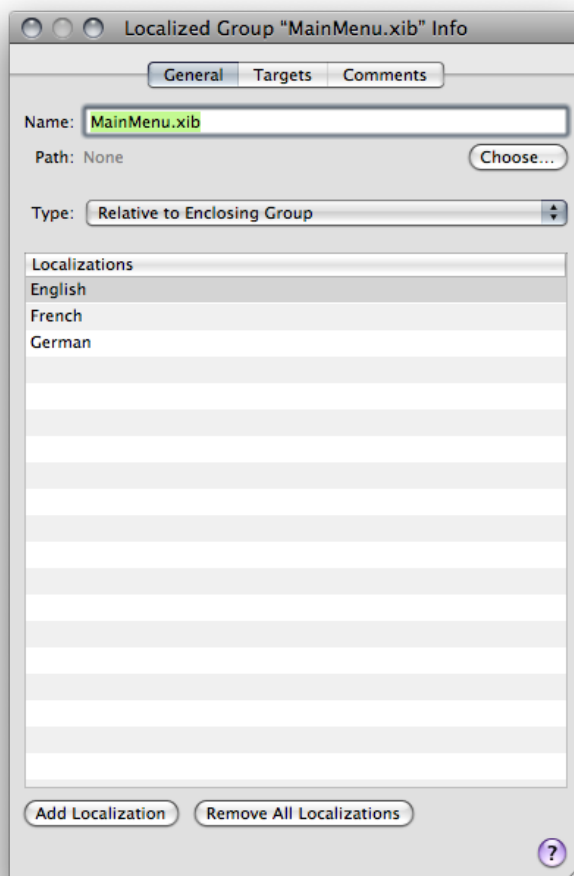 Localized Group “MainMenu.xib” Info
General Targets Comments
Name: MainMenu.xib
Path: None Choose...
Type: Relative to Enclosing Group
Localizations
English
French
German
Add Localization Remove All Localizations
?